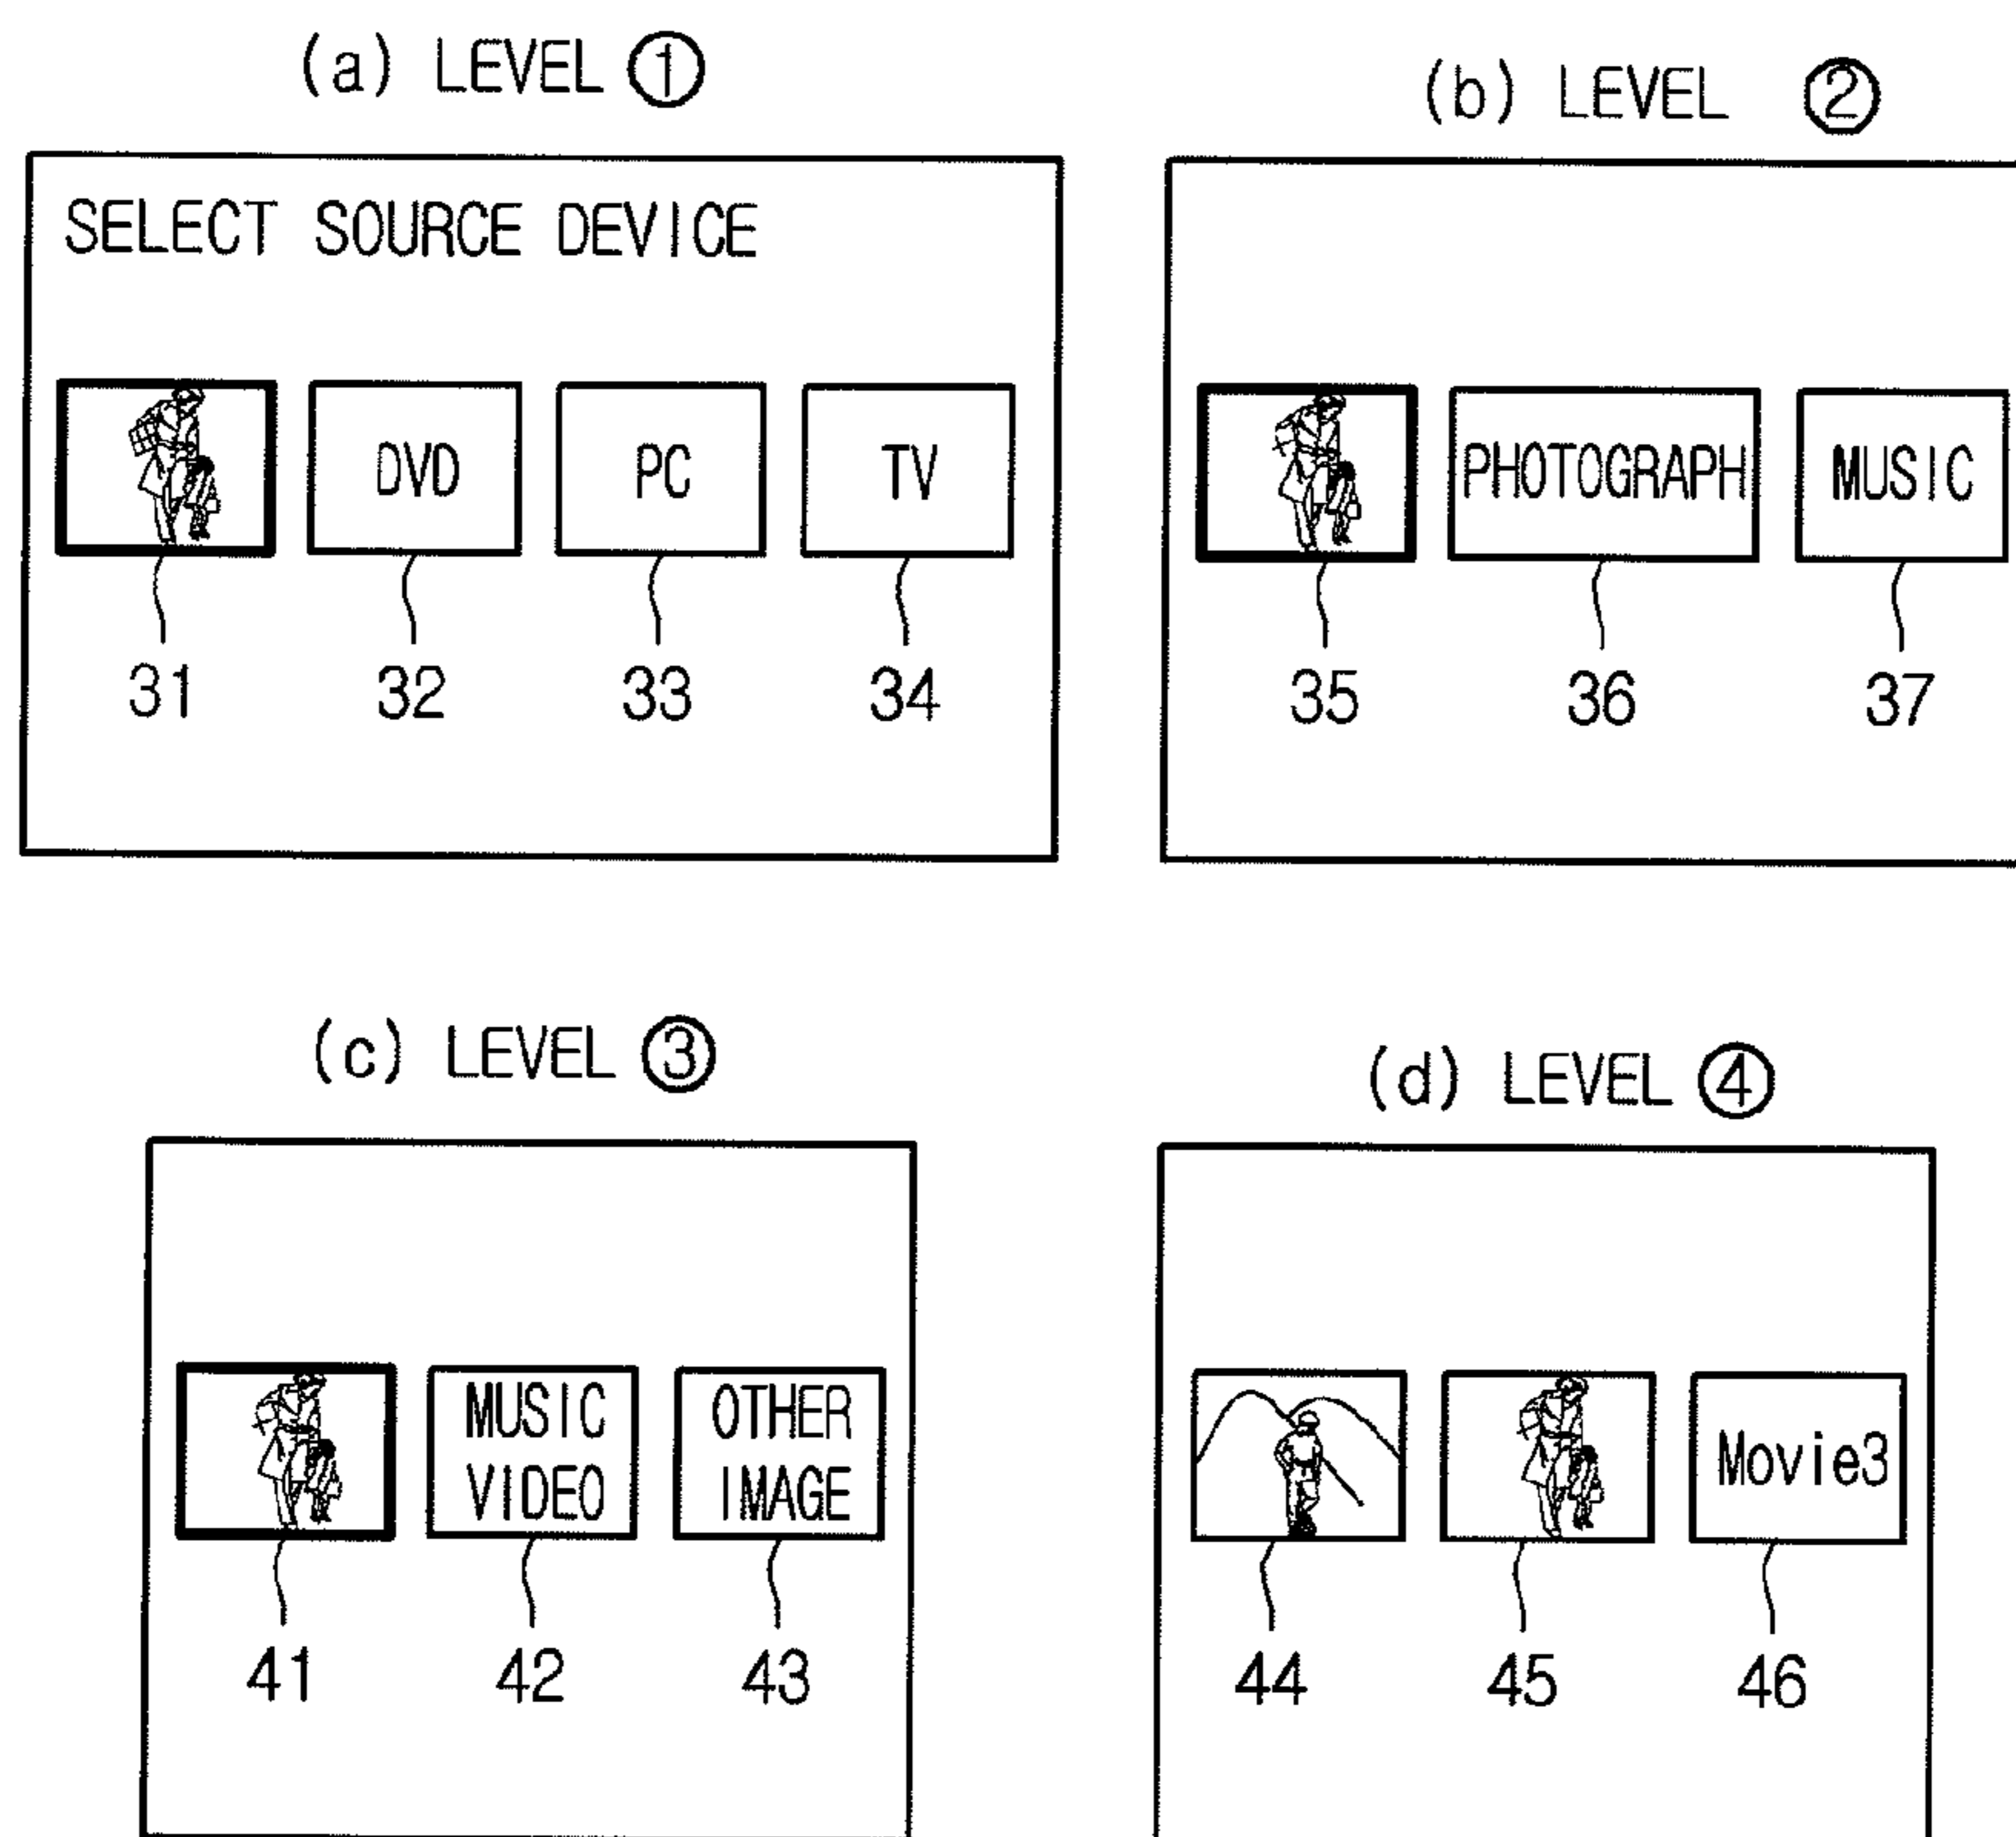 (a) LEVEL ①
(b) LEVEL ②
SELECT SOURCE DEVICE
DVD
PC
TV
31
32
33
34
PHOTOGRAPH
MUSIC
35
36
37
(c) LEVEL ③
(d) LEVEL ④
MUSIC
VIDEO
OTHER
IMAGE
41
42
43
Movie3
44
45
46